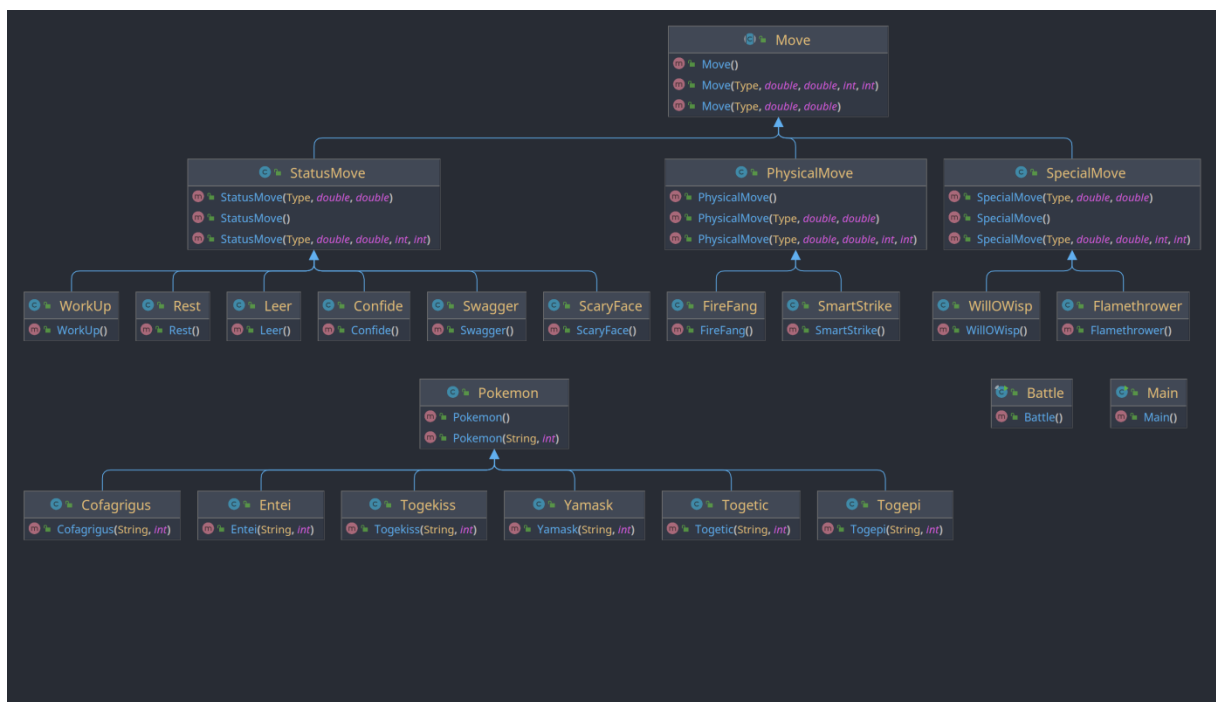 Move
Move()
Move(Type, double, double, int, int)
Move(Type, double, double)
StatusMove
StatusMove(Type, double, double)
StatusMove()
StatusMove(Type, double, double, int, int)
PhysicalMove
PhysicalMove()
PhysicalMove(Type, double, double)
PhysicalMove(Type, double, double, int, int)
SpecialMove
SpecialMove(Type, double, double)
SpecialMove()
SpecialMove(Type, double, double, int, int)
WorkUp
WorkUp()
Rest
Rest()
Leer
Leer()
Confide
Confide()
Swagger
Swagger()
ScaryFace
ScaryFace()
FireFang
FireFang()
SmartStrike
SmartStrike()
WillOWisp
WillOWisp()
Flamethrower
Flamethrower()
Pokemon
Pokemon()
Pokemon(String, int)
Battle
Battle()
Main
Main()
Cofagrigus
Cofagrigus(String, int)
Entei
Entei(String, int)
Togekiss
Togekiss(String, int)
Yamask
Yamask(String, int)
Togetic
Togetic(String, int)
Togepi
Togepi(String, int)